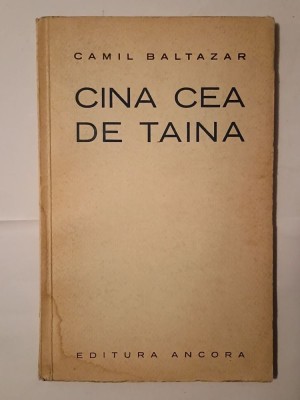 CAMIL BALTAZAR
CINA CEA
DE TAINA
EDITURA ANCORA